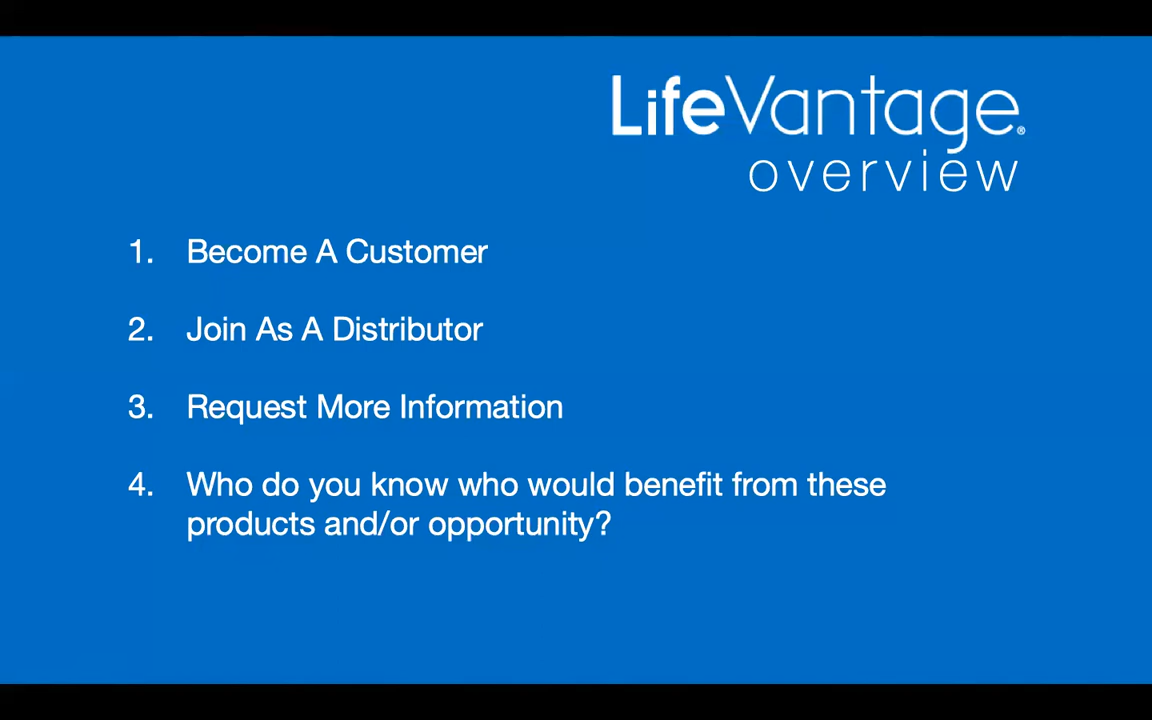 LifeVantage®
overview
1. Become A Customer
2. Join As A Distributor
3. Request More Information
4. Who do you know who would benefit from these
products and/or opportunity?